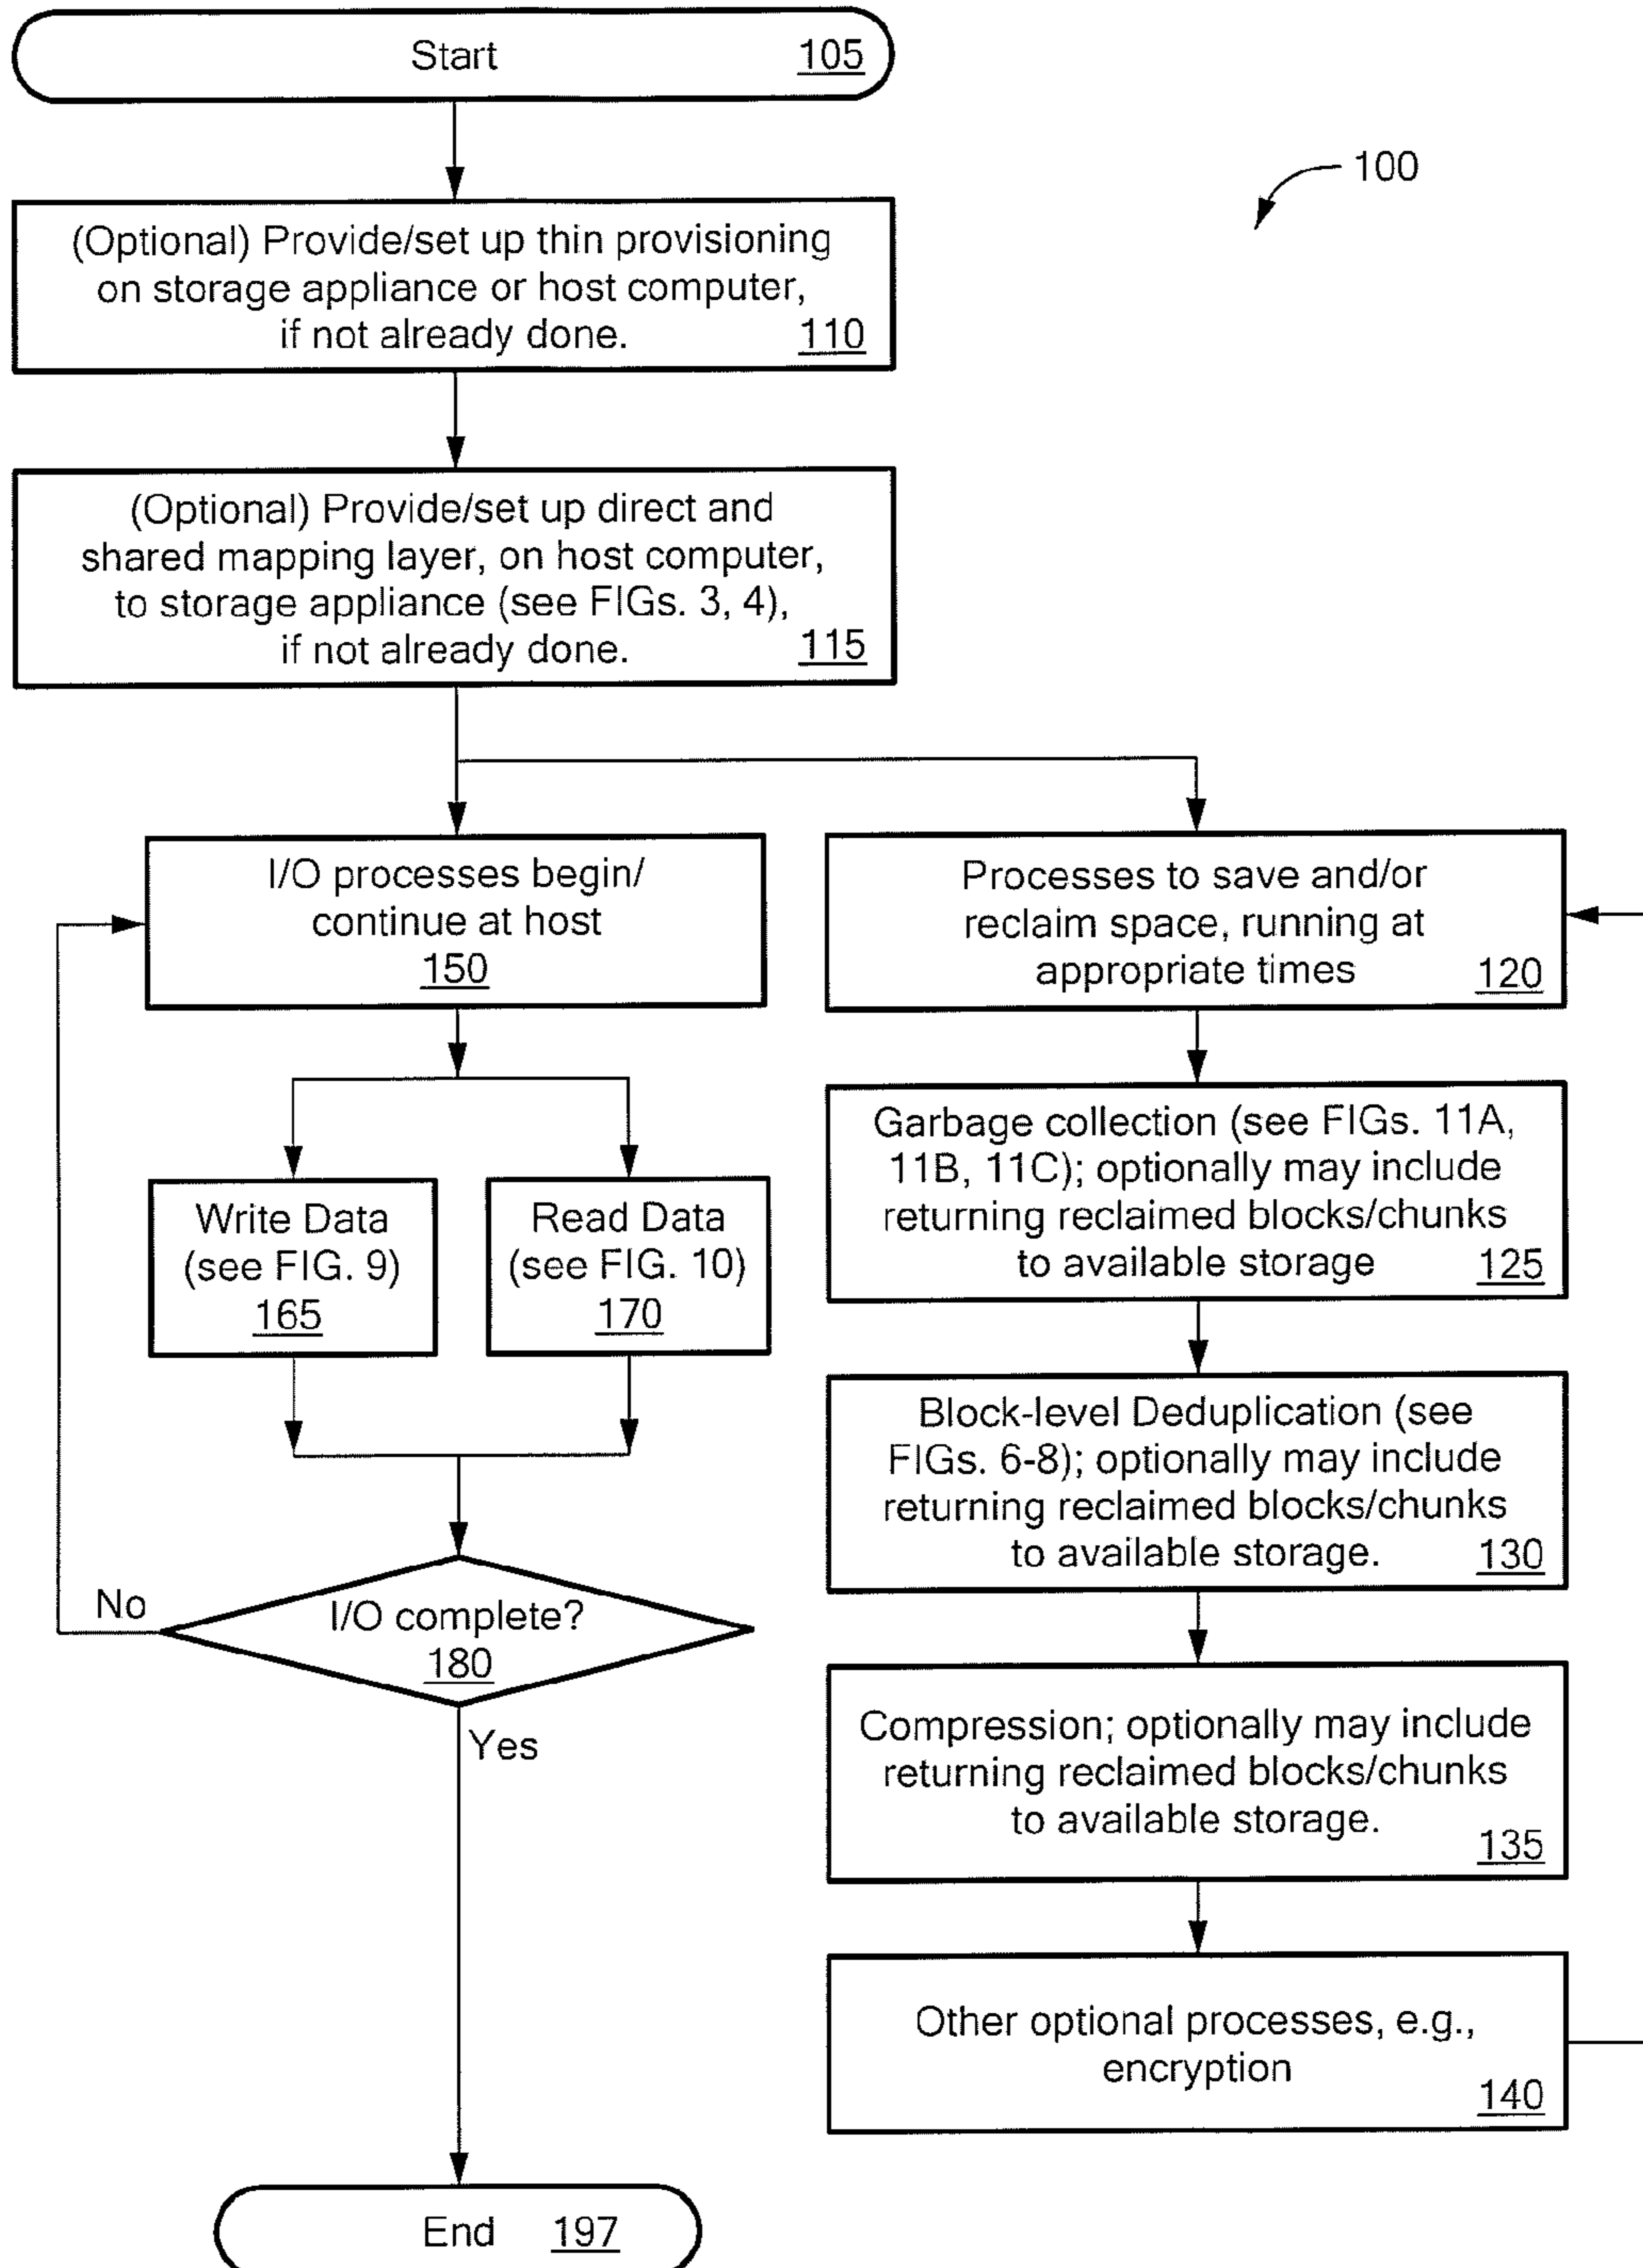 Start 105
100
(Optional) Provide/set up thin provisioning
on storage appliance or host computer,
if not already done. 110
(Optional) Provide/set up direct and
shared mapping layer, on host computer,
to storage appliance (see FIGs. 3, 4),
if not already done. 115
I/O processes begin/
continue at host
150
Write Data
(see FIG. 9)
165
Read Data
(see FIG. 10)
170
No
I/O complete?
180
Yes
End 197
Processes to save and/or
reclaim space, running at
appropriate times 120
Garbage collection (see FIGs. 11A,
11B, 11C); optionally may include
returning reclaimed blocks/chunks
to available storage 125
Block-level Deduplication (see
FIGs. 6-8); optionally may include
returning reclaimed blocks/chunks
to available storage. 130
Compression; optionally may include
returning reclaimed blocks/chunks
to available storage.
135
Other optional processes, e.g.,
encryption
140